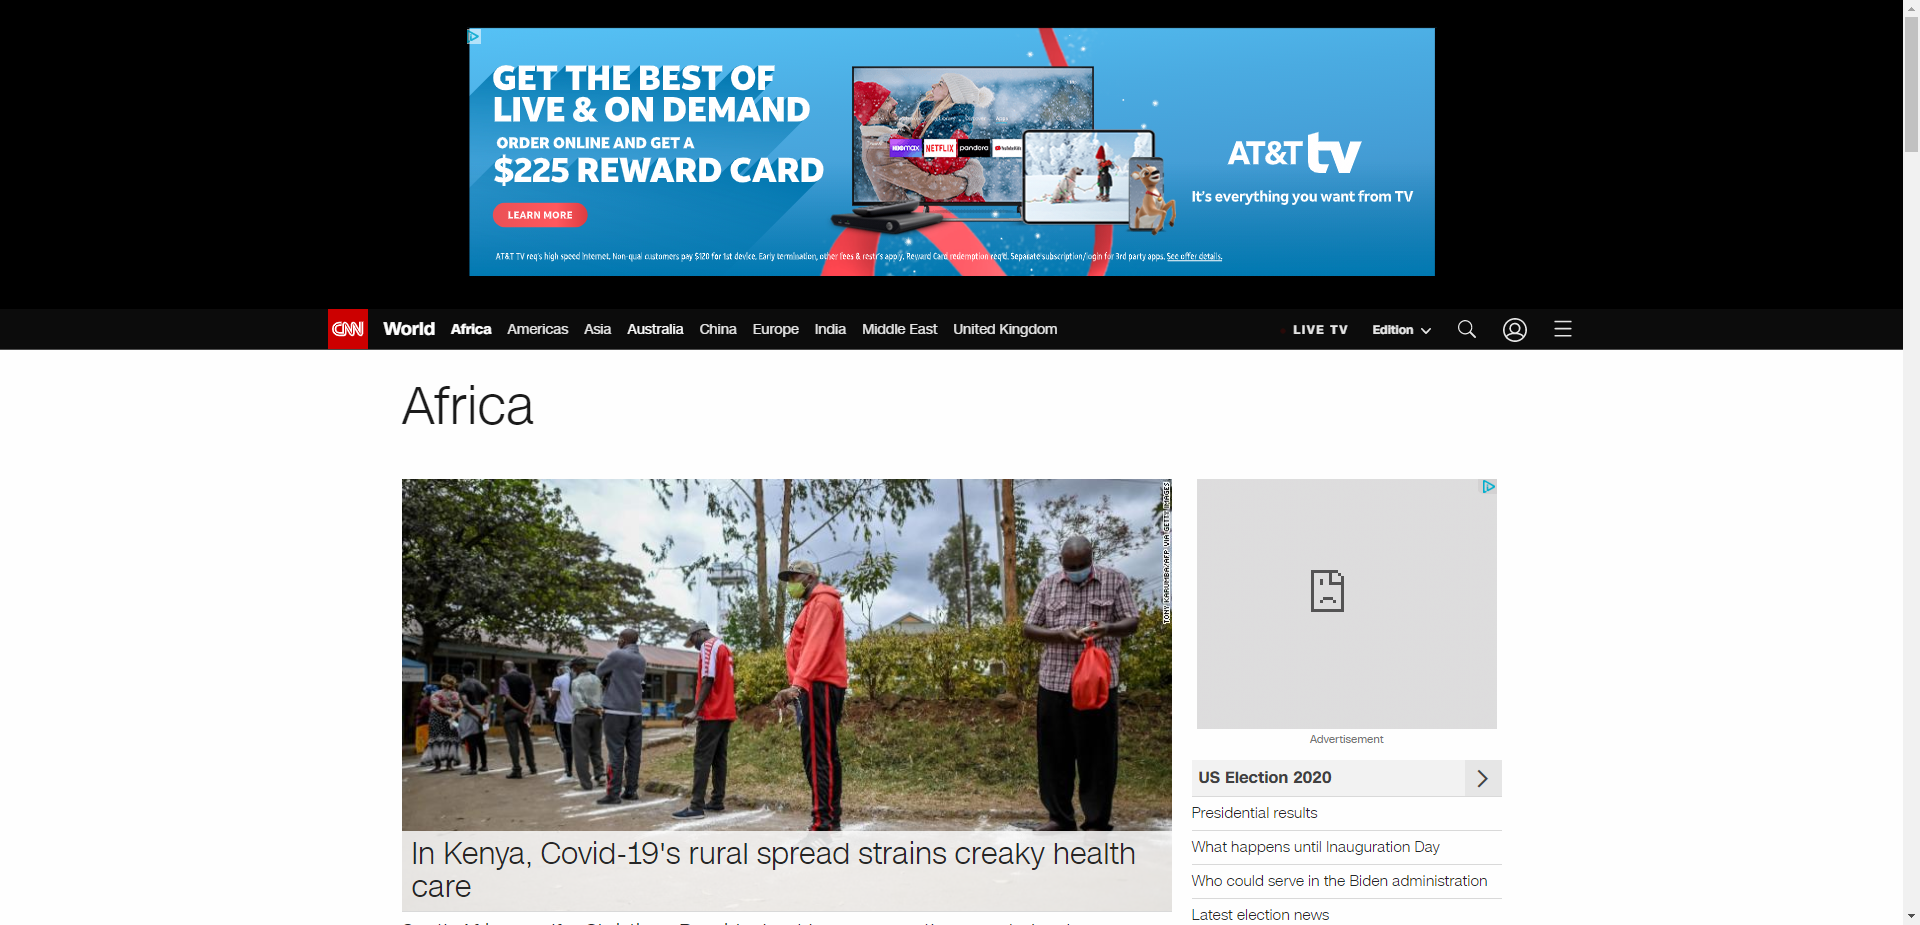 GET THE BEST OF
LIVE & ON DEMAND
ORDER ONLINE AND GET A
$225 REWARD CARD
LEARN MORE
HBOmax NETFLIX pandora YouTube Kids
AT&T tv
It's everything you want from TV
AT&T TV req's high speed Internet. Non-qual customers pay $120 for 1st device. Early termination, other fees & restr's apply. Reward Card redemption req'd. Separate subscription/login for 3rd party apps. See offer details.
CNN World Africa Americas Asia Australia China Europe India Middle East United Kingdom LIVE TV Edition
Africa
TONY KARUMBA/AFP VIA GETTY IMAGES
In Kenya, Covid-19's rural spread strains creaky health
care
Advertisement
US Election 2020
Presidential results
What happens until Inauguration Day
Who could serve in the Biden administration
Latest election news